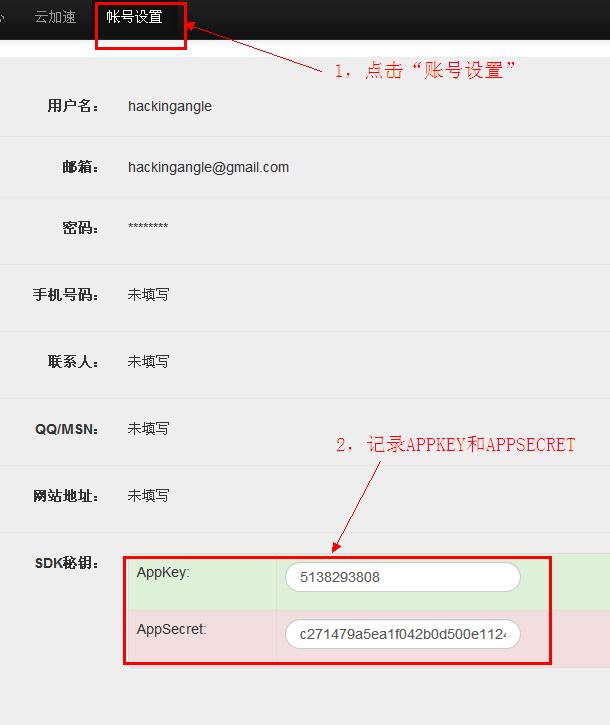 云加速 帐号设置
1，点击“账号设置”
用户名： hackingangle
邮箱： hackingangle@gmail.com
密码： ********
手机号码： 未填写
联系人： 未填写
QQ/MSN： 未填写
2，记录APPKEY和APPSECRET
网站地址： 未填写
SDK秘钥：
AppKey: 5138293808
AppSecret: c271479a5ea1f042b0d500e1124